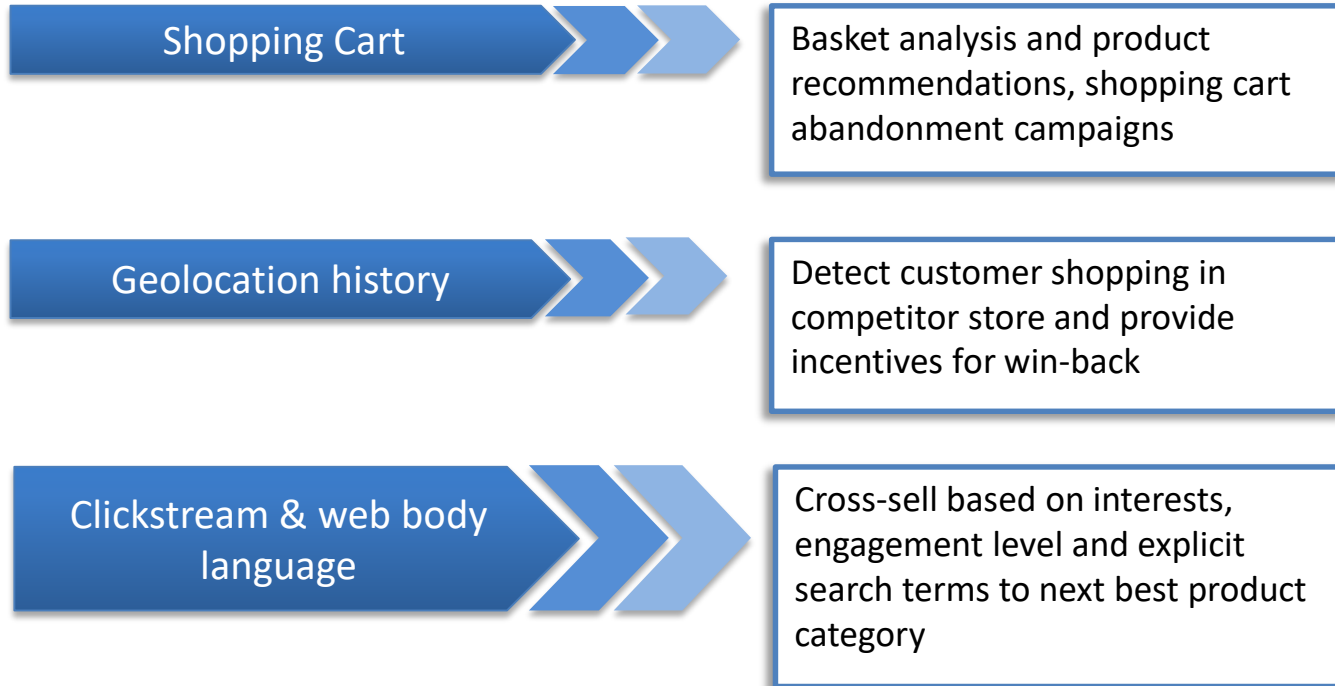 Shopping Cart
Basket analysis and product
recommendations, shopping cart
abandonment campaigns
Geolocation history
Detect customer shopping in
competitor store and provide
incentives for win-back
Clickstream & web body
language
Cross-sell based on interests,
engagement level and explicit
search terms to next best product
category